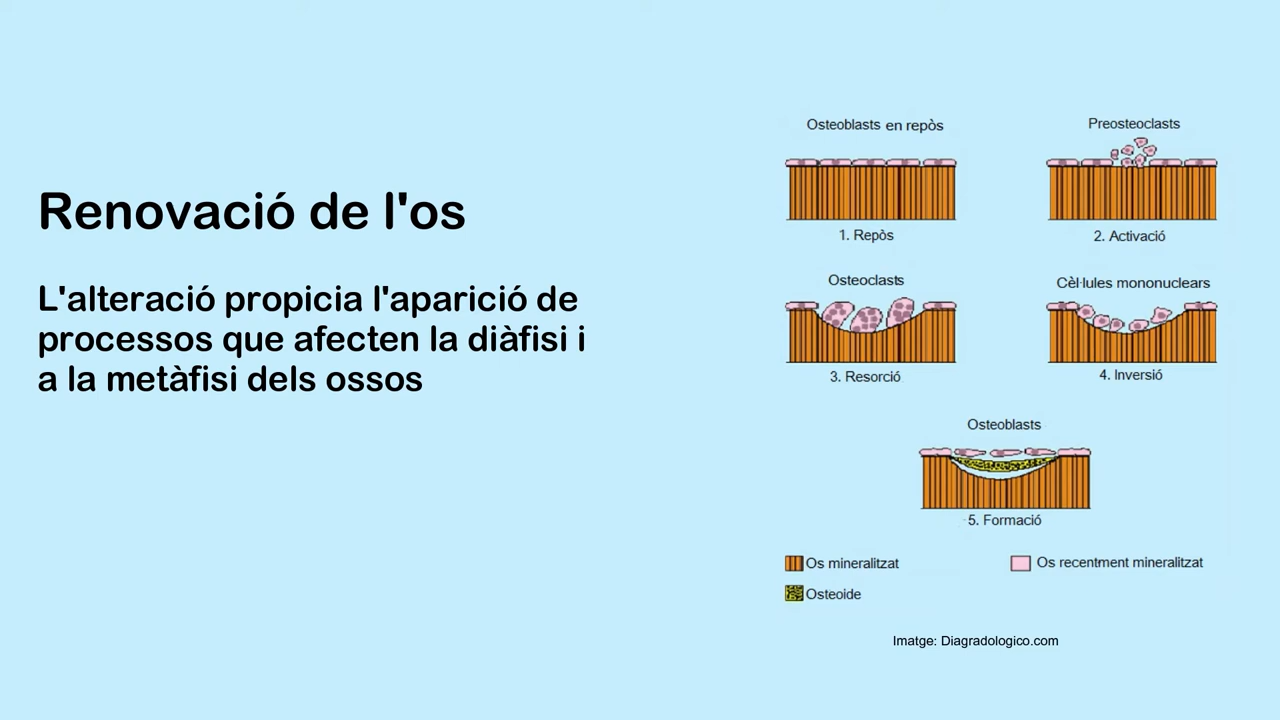 Renovació de l'os
L'alteració propicia l'aparició de
processos que afecten la diàfisi i
a la metàfisi dels ossos
Osteoblasts en repòs
1. Repòs
Preosteoclasts
2. Activació
Osteoclasts
3. Resorció
Cèl·lules mononuclears
4. Inversió
Osteoblasts
5. Formació
Os mineralitzat
Os recentment mineralitzat
Osteoide
Imatge: Diagradologico.com